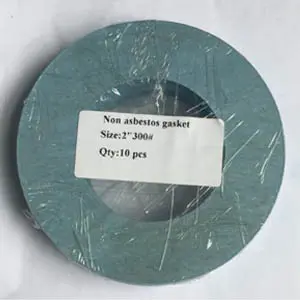 Non asbestos gasket
Size:2"300#
Qty:10 pcs